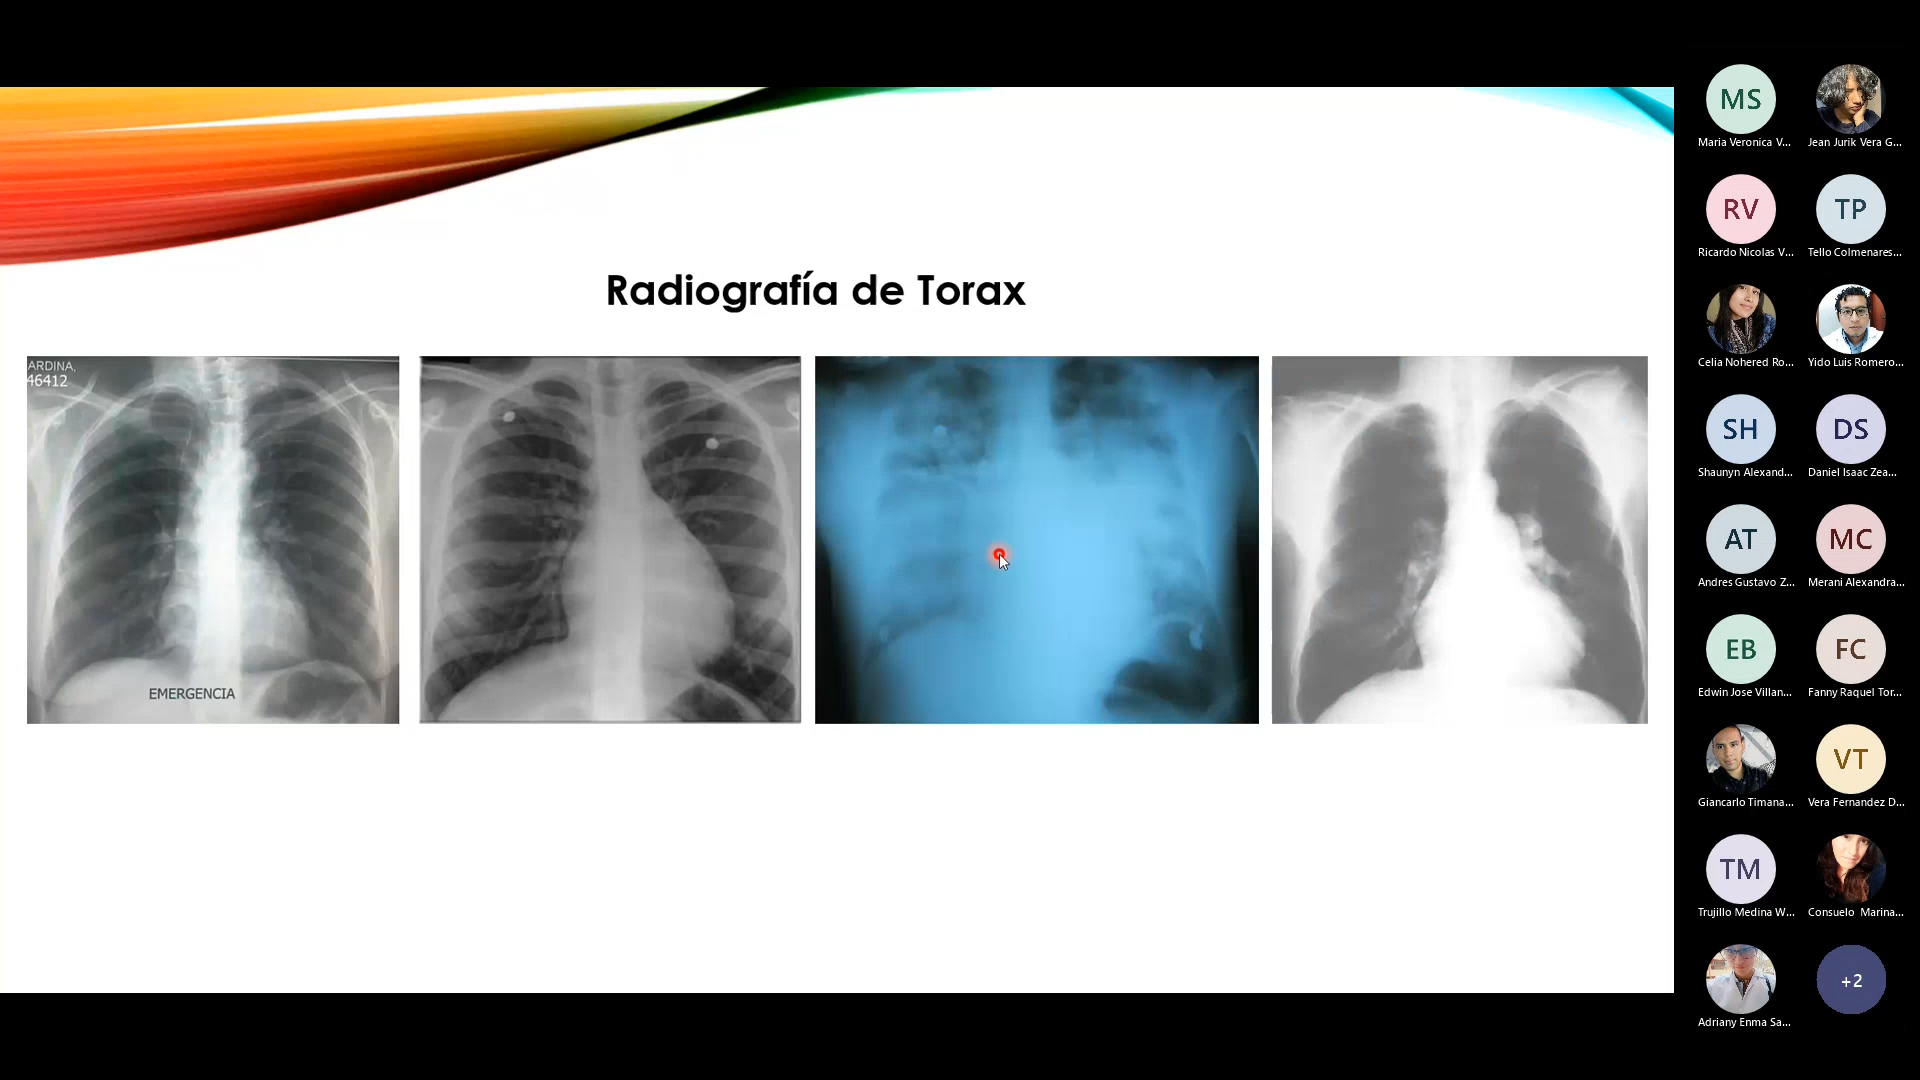 Radiografía de Torax
ARDINA,
46412
EMERGENCIA
MS
Maria Veronica V...
Jean Jurik Vera G...
RV
Ricardo Nicolas V...
TP
Tello Colmenares...
Celia Nohered Ro...
Yido Luis Romero...
SH
Shaunyn Alexand...
DS
Daniel Isaac Zea...
AT
Andres Gustavo Z...
MC
Merani Alexandra...
EB
Edwin Jose Villan...
FC
Fanny Raquel Tor...
Giancarlo Timana...
VT
Vera Fernandez D...
TM
Trujillo Medina W...
Consuelo Marina...
Adriany Enma Sa...
+2